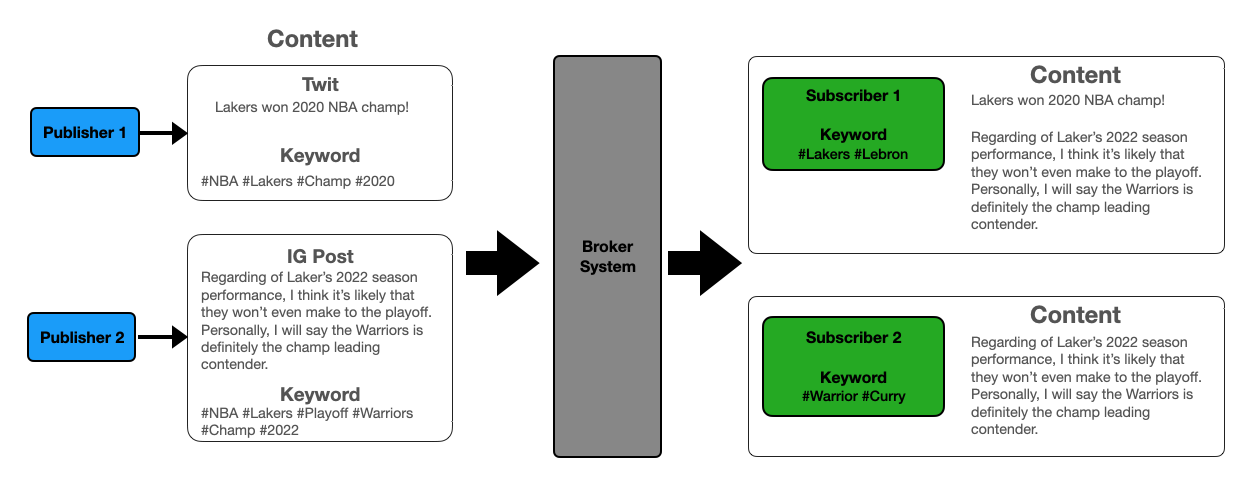 Content
Publisher 1
Twit
Lakers won 2020 NBA champ!
Keyword
#NBA #Lakers #Champ #2020
Publisher 2
IG Post
Regarding of Laker's 2022 season
performance, I think it's likely that
they won't even make to the playoff.
Personally, I will say the Warriors is
definitely the champ leading
contender.
Keyword
#NBA #Lakers #Playoff #Warriors
#Champ #2022
Broker
System
Subscriber 1
Keyword
#Lakers #Lebron
Content
Lakers won 2020 NBA champ!
Regarding of Laker's 2022 season
performance, I think it's likely that
they won't even make to the playoff.
Personally, I will say the Warriors is
definitely the champ leading
contender.
Subscriber 2
Keyword
#Warrior #Curry
Content
Regarding of Laker's 2022 season
performance, I think it's likely that
they won't even make to the playoff.
Personally, I will say the Warriors is
definitely the champ leading
contender.